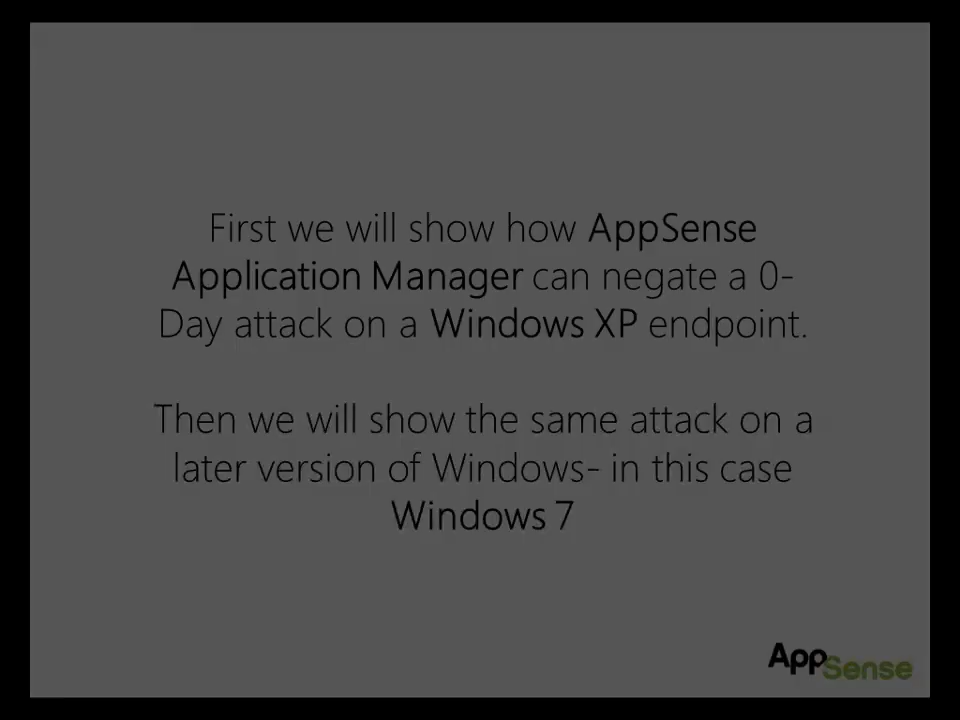 First we will show how AppSense
Application Manager can negate a 0-
Day attack on a Windows XP endpoint.
Then we will show the same attack on a
later version of Windows- in this case
Windows 7
AppSense